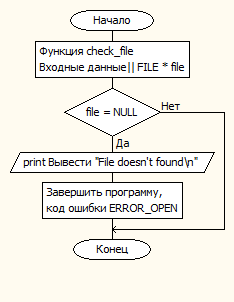 Начало
Функция check_file
Входные данные|| FILE * file
file = NULL
Нет
Да
print Вывести "File doesn't found\n"
Завершить программу,
код ошибки ERROR_OPEN
Конец